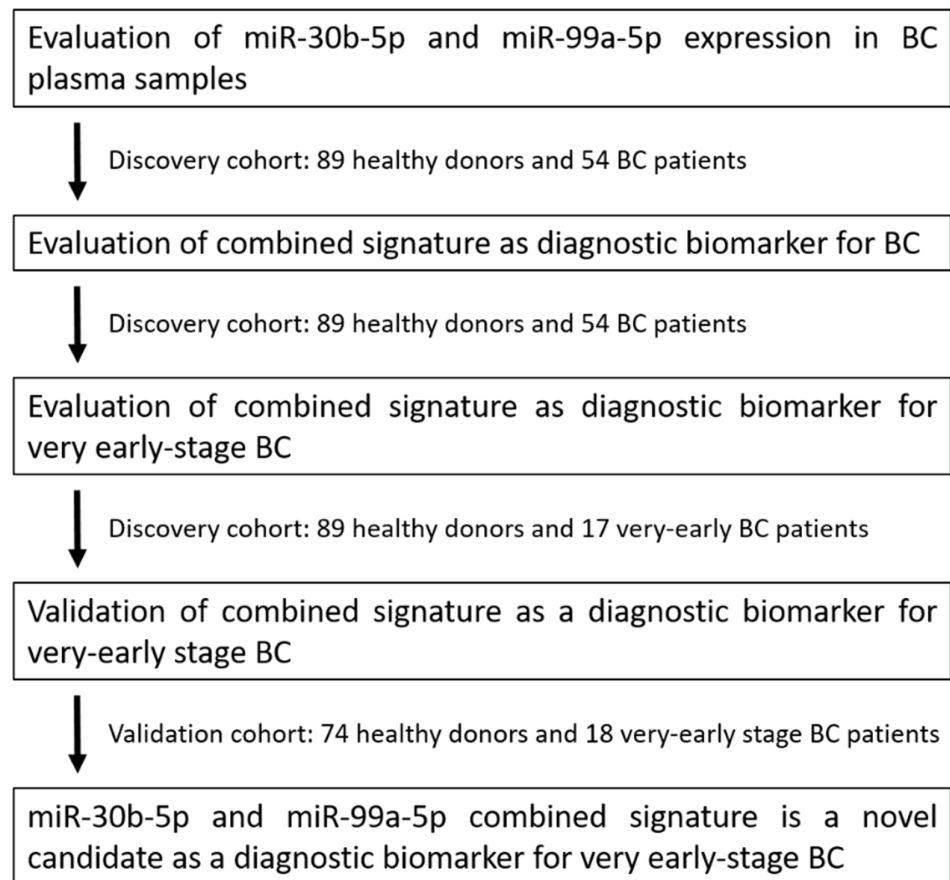 Evaluation of miR-30b-5p and miR-99a-5p expression in BC
plasma samples
Discovery cohort: 89 healthy donors and 54 BC patients
Evaluation of combined signature as diagnostic biomarker for BC
Discovery cohort: 89 healthy donors and 54 BC patients
Evaluation of combined signature as diagnostic biomarker for
very early-stage BC
Discovery cohort: 89 healthy donors and 17 very-early BC patients
Validation of combined signature as a diagnostic biomarker for
very-early stage BC
Validation cohort: 74 healthy donors and 18 very-early stage BC patients
miR-30b-5p and miR-99a-5p combined signature is a novel
candidate as a diagnostic biomarker for very early-stage BC